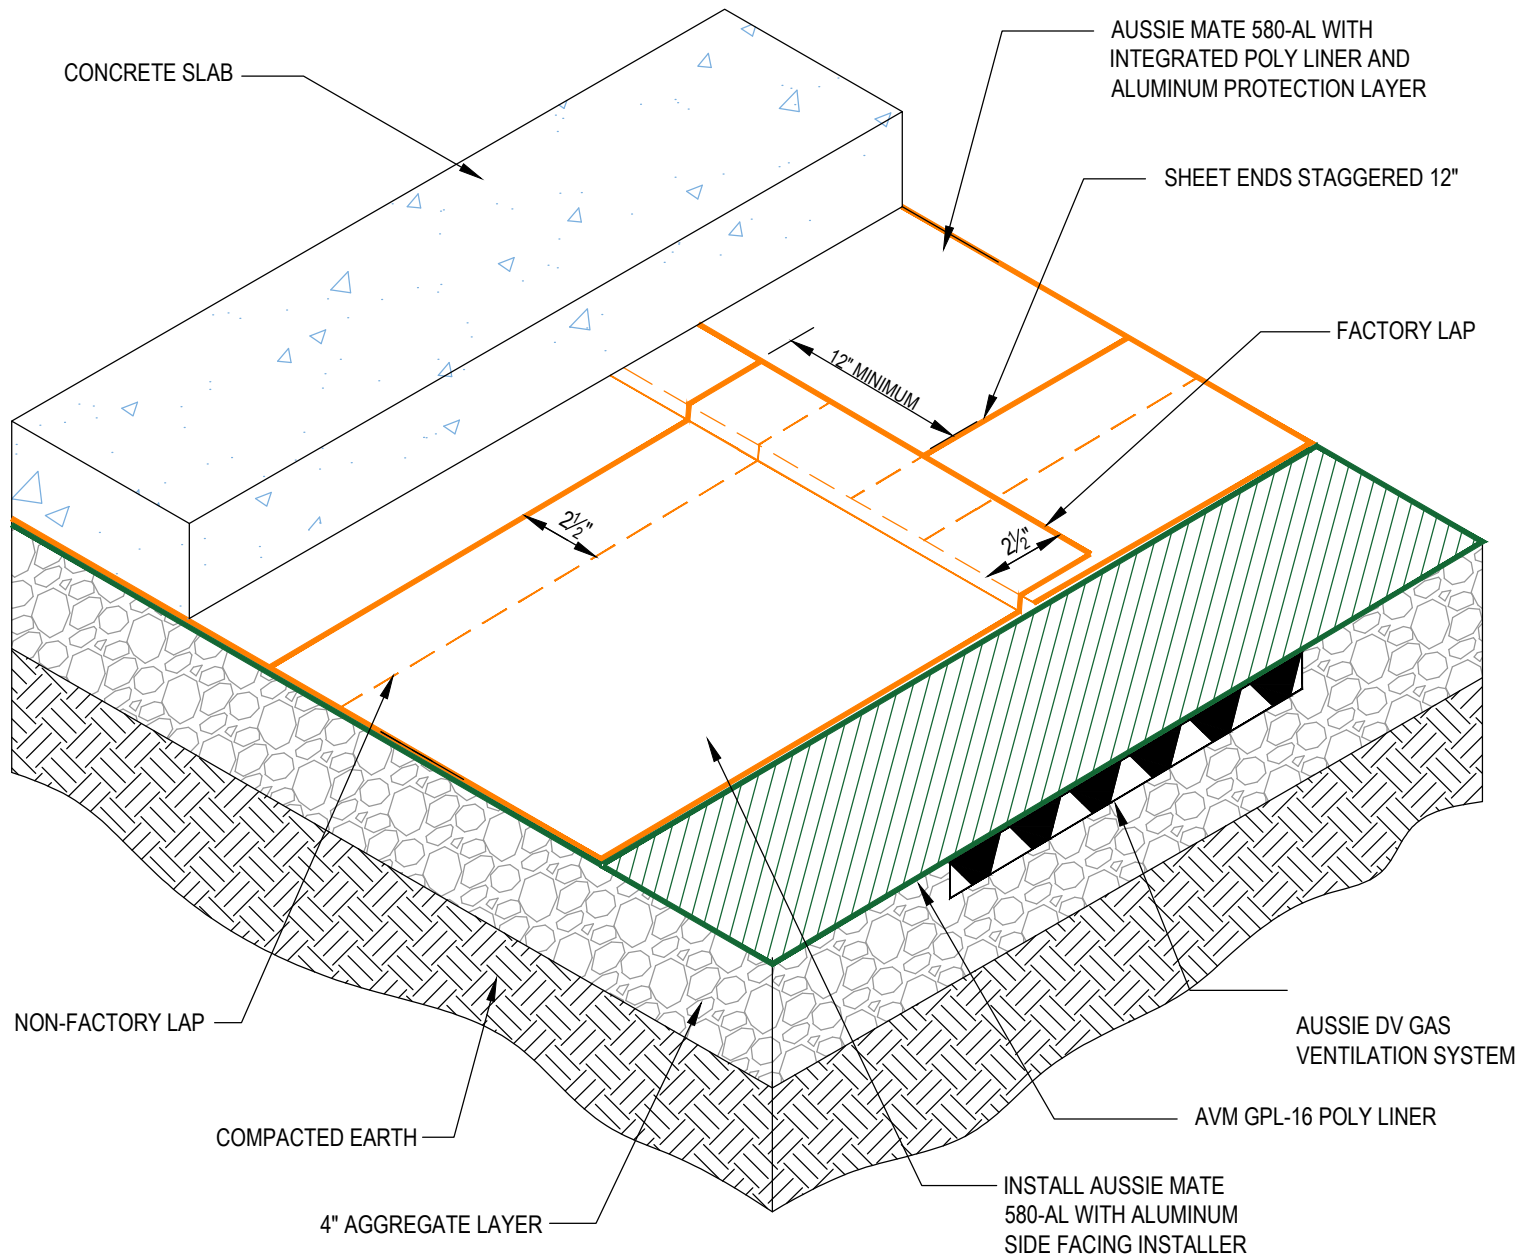 CONCRETE SLAB
AUSSIE MATE 580-AL WITH
INTEGRATED POLY LINER AND
ALUMINUM PROTECTION LAYER
SHEET ENDS STAGGERED 12"
FACTORY LAP
12" MINIMUM
2½"
2½"
NON-FACTORY LAP
AUSSIE DV GAS
VENTILATION SYSTEM
AVM GPL-16 POLY LINER
COMPACTED EARTH
INSTALL AUSSIE MATE
580-AL WITH ALUMINUM
SIDE FACING INSTALLER
4" AGGREGATE LAYER